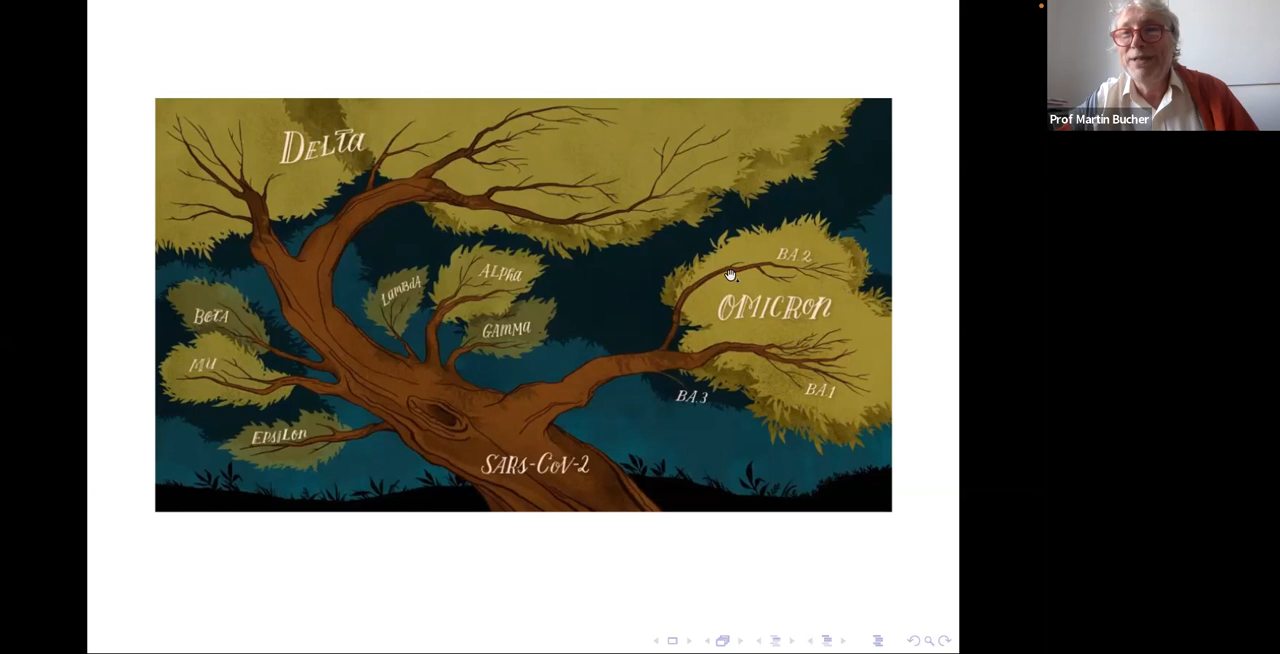 DELTA
LAMBDA
ALPHA
BETA
GAMMA
MU
EPSILON
SARS-CoV-2
BA.2
OMICRON
BA.1
BA.3
Prof Martin Bucher